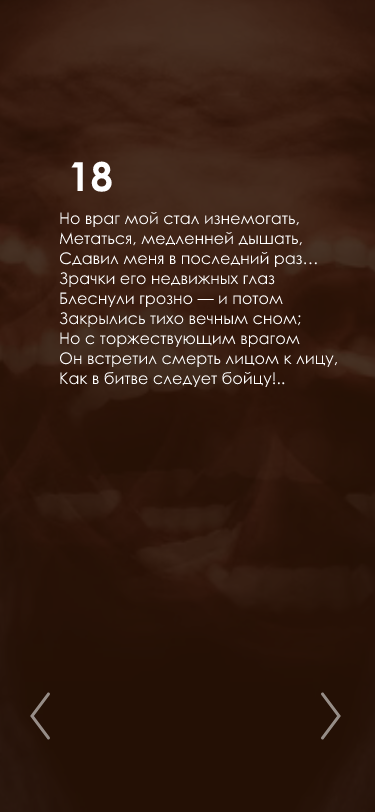 18
Но враг мой стал изнемогать,
Метаться, медленней дышать,
Сдавил меня в последний раз...
Зрачки его недвижных глаз
Блеснули грозно — и потом
Закрылись тихо вечным сном;
Но с торжествующим врагом
Он встретил смерть лицом к лицу,
Как в битве следует бойцу!..